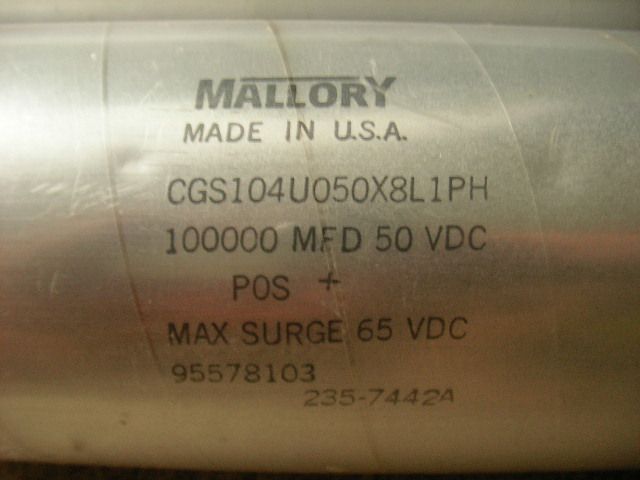 MALLORY
MADE IN U.S.A.
CGS104U050X8L1PH
100000 MFD 50 VDC
POS +
MAX SURGE 65 VDC
95578103
235-7442A